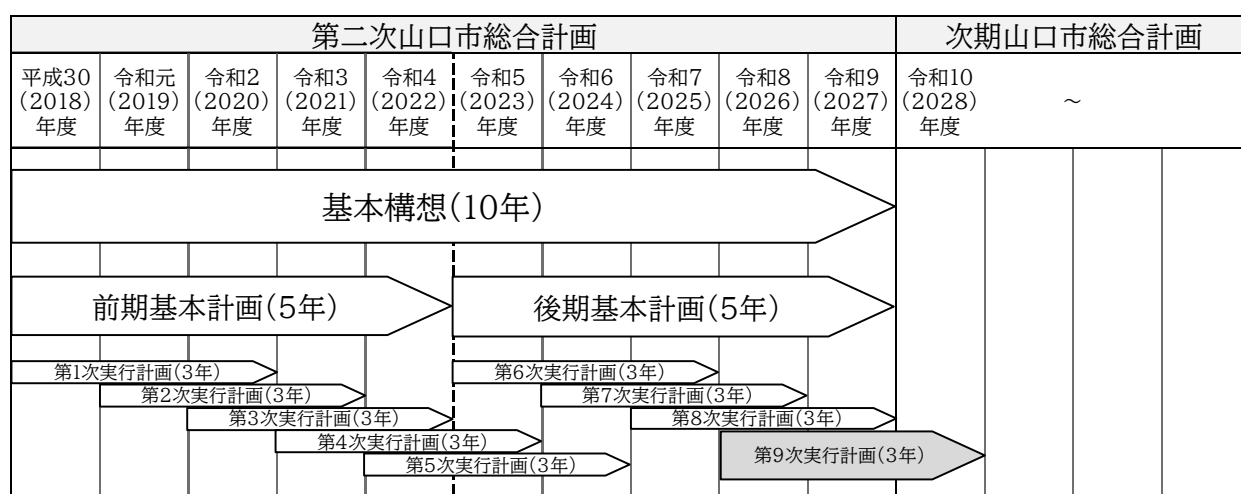 第二次山口市総合計画
次期山口市総合計画
平成30
(2018)
年度
令和元
(2019)
年度
令和2
(2020)
年度
令和3
(2021)
年度
令和4
(2022)
年度
令和5
(2023)
年度
令和6
(2024)
年度
令和7
(2025)
年度
令和8
(2026)
年度
令和9
(2027)
年度
令和10
(2028)
年度
~
基本構想(10年)
前期基本計画(5年)
後期基本計画(5年)
第1次実行計画(3年)
第2次実行計画(3年)
第3次実行計画(3年)
第4次実行計画(3年)
第5次実行計画(3年)
第6次実行計画(3年)
第7次実行計画(3年)
第8次実行計画(3年)
第9次実行計画(3年)